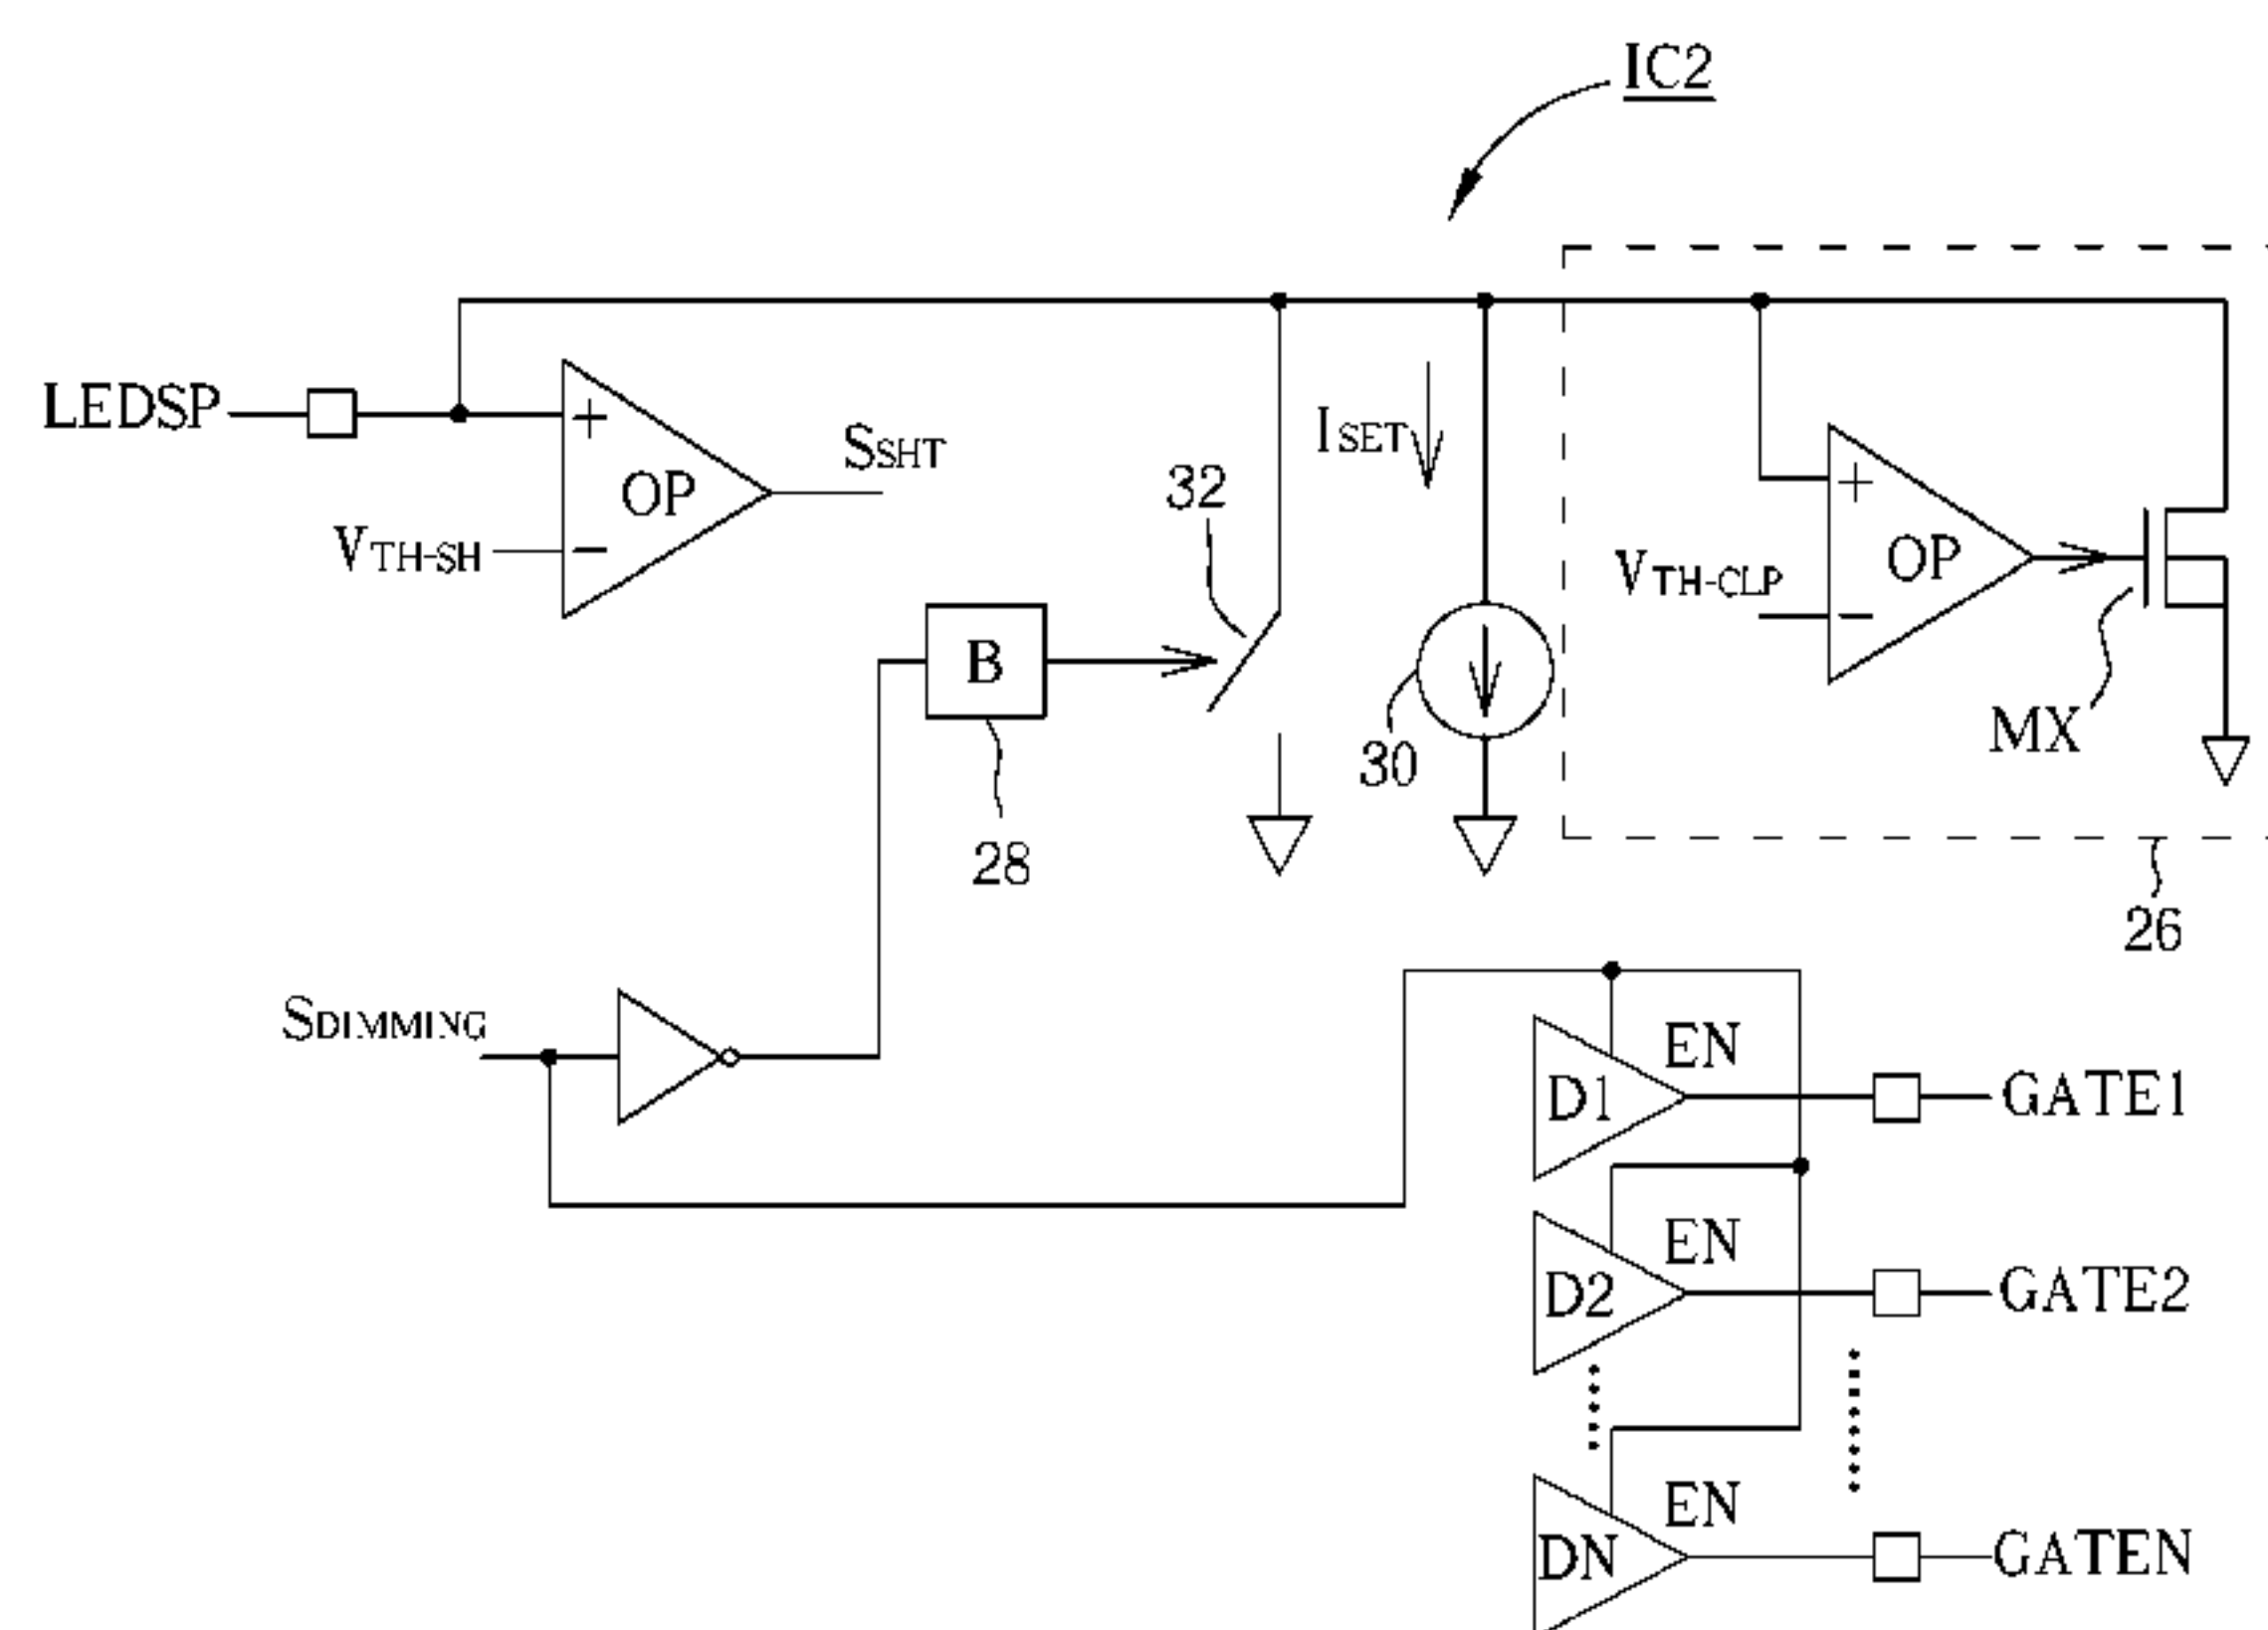 IC2
LEDSP
+
OP
−
SSHT
VTH-SH
32
ISET
B
28
30
+
OP
−
VTH-CLP
MX
26
SDIMMING
EN
D1
GATE1
EN
D2
GATE2
EN
DN
GATEN